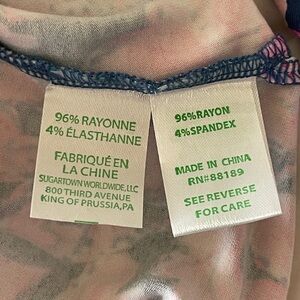 96% RAYONNE
4% ÉLASTHANNE
FABRIQUÉ EN
LA CHINE
SUGARTOWN WORLDWIDE, LLC
800 THIRD AVENUE
KING OF PRUSSIA, PA
96%RAYON
4%SPANDEX
MADE IN CHINA
RN#88189
SEE REVERSE
FOR CARE